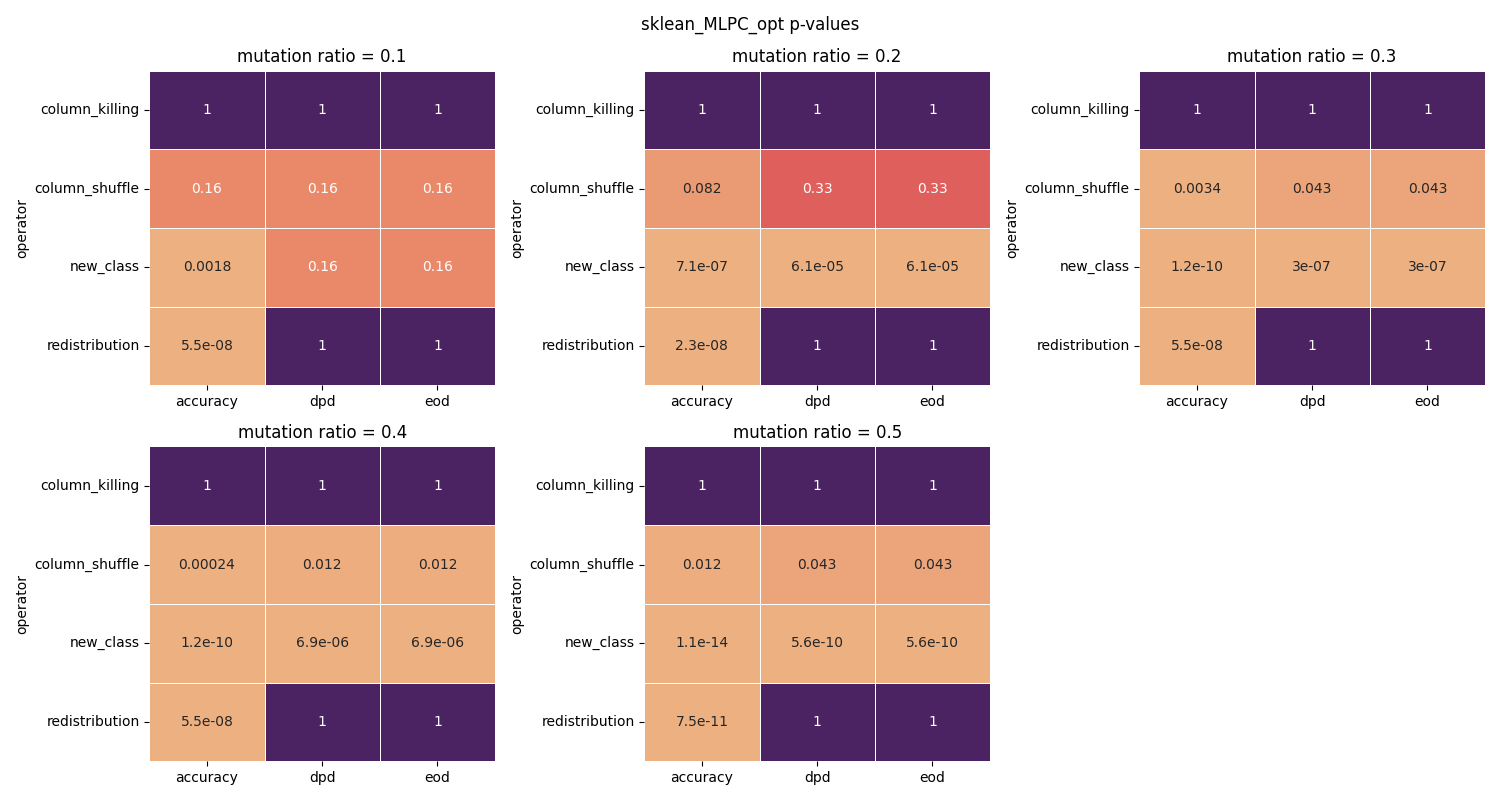 sklean_MLPC_opt p-values
mutation ratio = 0.1
operator
column_killing 1 1 1
column_shuffle 0.16 0.16 0.16
new_class 0.0018 0.16 0.16
redistribution 5.5e-08 1 1
accuracy dpd eod
mutation ratio = 0.2
operator
column_killing 1 1 1
column_shuffle 0.082 0.33 0.33
new_class 7.1e-07 6.1e-05 6.1e-05
redistribution 2.3e-08 1 1
accuracy dpd eod
mutation ratio = 0.3
operator
column_killing 1 1 1
column_shuffle 0.0034 0.043 0.043
new_class 1.2e-10 3e-07 3e-07
redistribution 5.5e-08 1 1
accuracy dpd eod
mutation ratio = 0.4
operator
column_killing 1 1 1
column_shuffle 0.00024 0.012 0.012
new_class 1.2e-10 6.9e-06 6.9e-06
redistribution 5.5e-08 1 1
accuracy dpd eod
mutation ratio = 0.5
operator
column_killing 1 1 1
column_shuffle 0.012 0.043 0.043
new_class 1.1e-14 5.6e-10 5.6e-10
redistribution 7.5e-11 1 1
accuracy dpd eod